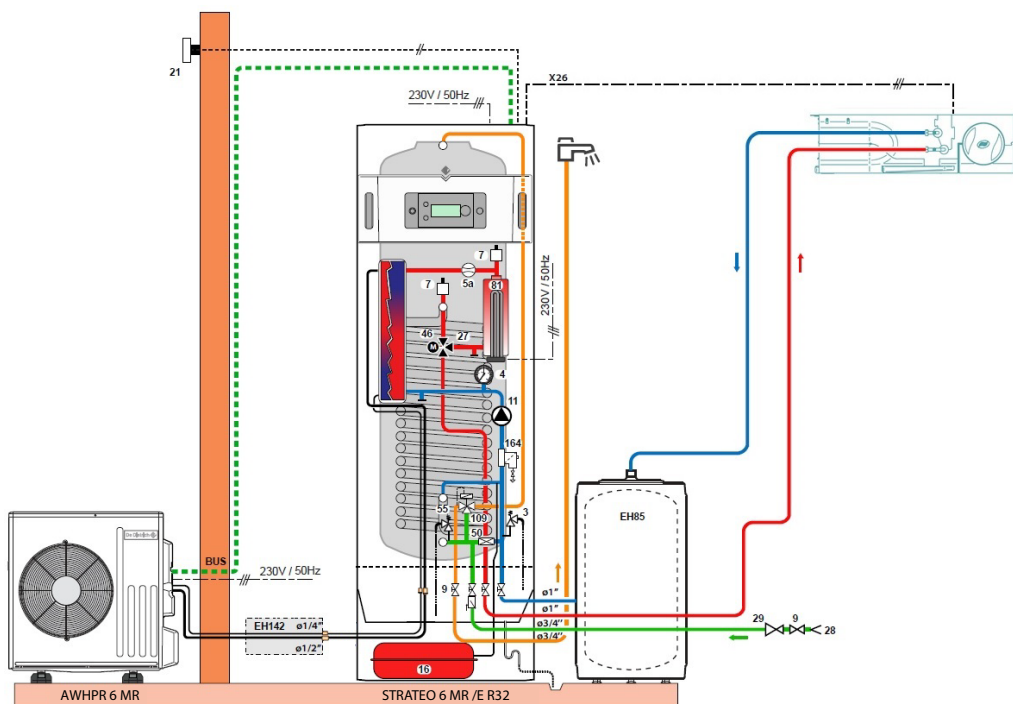 21
X26
230V / 50Hz
7
5a
81
7
230V / 50Hz
46
27
M
4
11
164
EH85
55
109
3
50
De Dietrich
BUS
230V / 50Hz
9
ø1"
ø1"
29
9
28
EH142
ø1/4"
ø3/4"
ø3/4"
ø1/2"
16
AWHPR 6 MR
STRATEO 6 MR /E R32